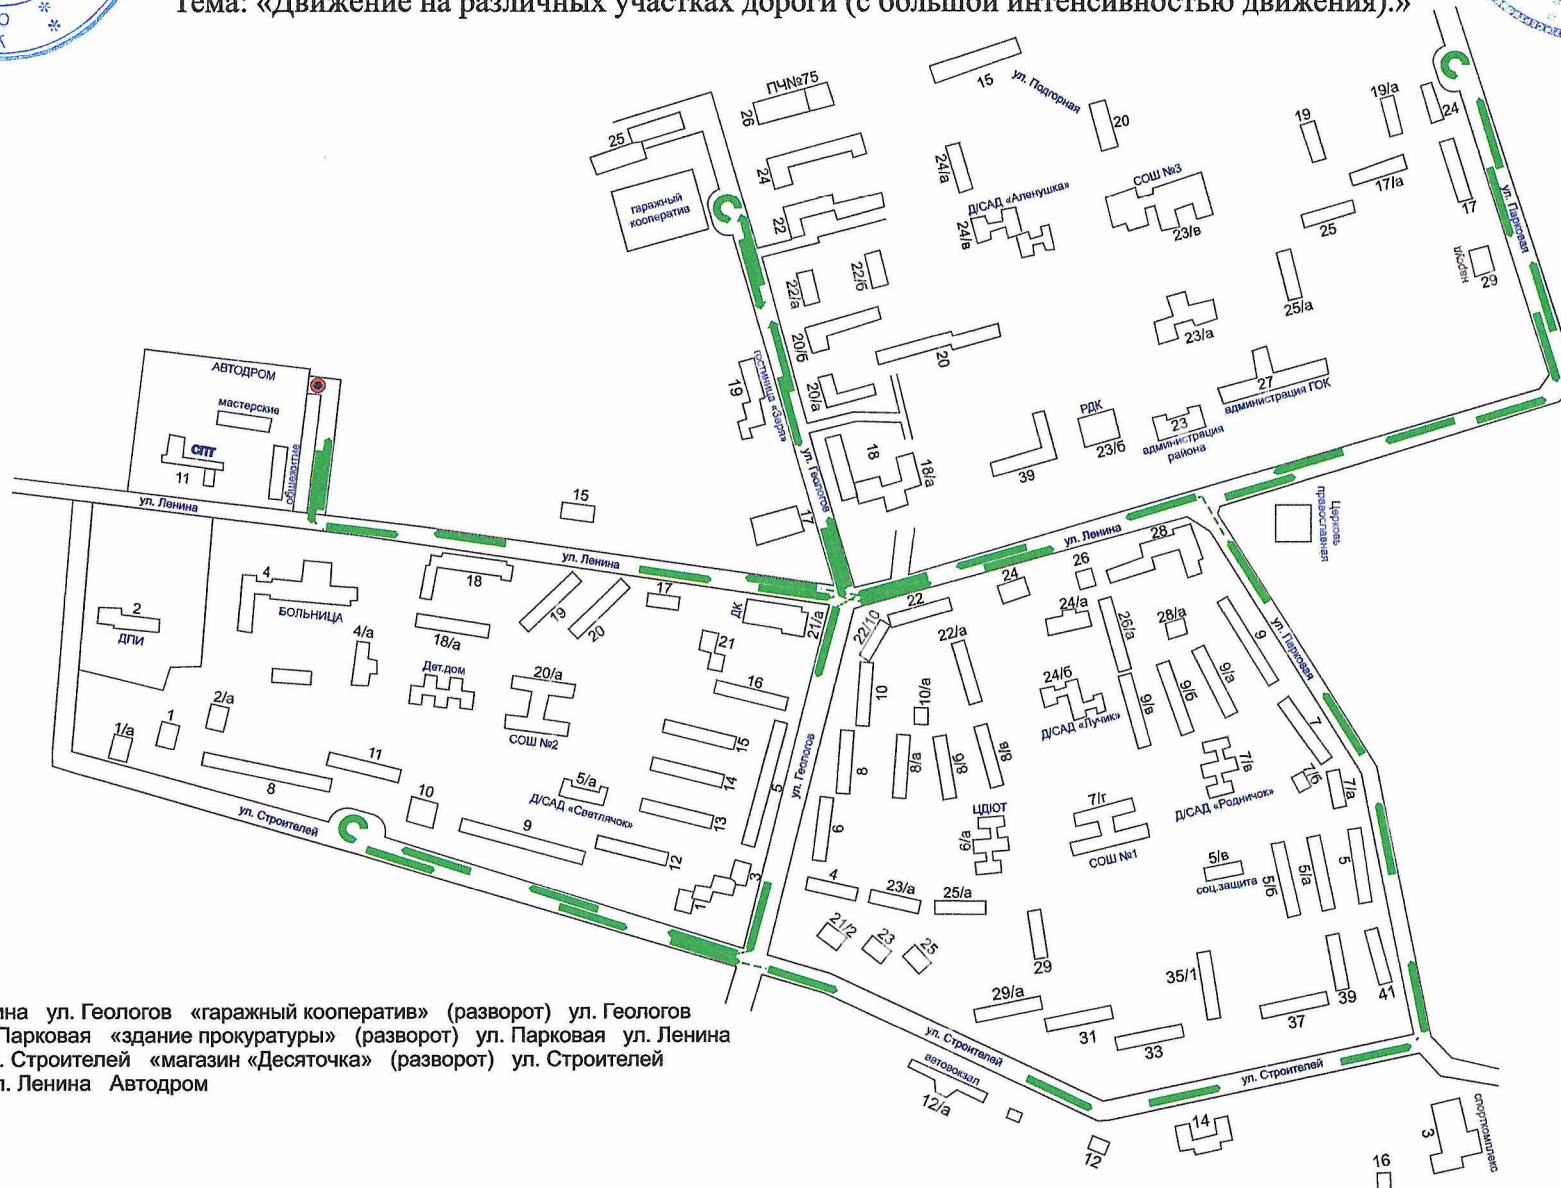 Тема: «Движение на различных участках дороги (с большой интенсивностью движения).»
ПЧ№75
26
25
24
22
гаражный
кооператив
15
ул. Подгорная
20
24/а
Д/САД «Аленушка»
24/в
СОШ №3
23/в
19
19/а
24
17/а
17
25
ул. Парковая
29
25/а
23/а
22/а
22/б
20/б
20
20/а
19
гостиница «Заря»
ул. Геологов
18
18/а
17
39
РДК
23/б
23
администрация
района
27
администрация ГОК
Церковь
православная
АВТОДРОМ
мастерские
СПТ
11
общежитие
ул. Ленина
15
ул. Ленина
ул. Ленина
4
БОЛЬНИЦА
2
ДПИ
18
18/а
19
20
17
ДК
21/а
21
22/10
22
24
26
28
24/а
26/а
28/а
9
ул. Парковая
4/а
Дет.дом
20/а
СОШ №2
16
15
14
13
12
5
ул. Геологов
10
10/а
22/а
24/б
Д/САД «Лучик»
9/в
9/б
9/а
7
7/в
7/б
7/а
Д/САД «Родничок»
1/а
1
2/а
8
11
10
9
5/а
Д/САД «Светлячок»
ул. Строителей
3
1
8
8/а
9/8
8/в
6
ЦДЮТ
6/а
7/г
СОШ №1
5/в
соц.защита
5/б
5/а
5
4
23/а
25/а
21/2
23
25
29
29/а
31
33
35/1
37
39
41
ул. Строителей
автовокзал
12/а
12
14
ул. Строителей
3
спорткомплекс
16
ул. Геологов «гаражный кооператив» (разворот) ул. Геологов
Парковая «здание прокуратуры» (разворот) ул. Парковая ул. Ленина
Строителей «магазин «Десяточка» (разворот) ул. Строителей
Ленина Автодром